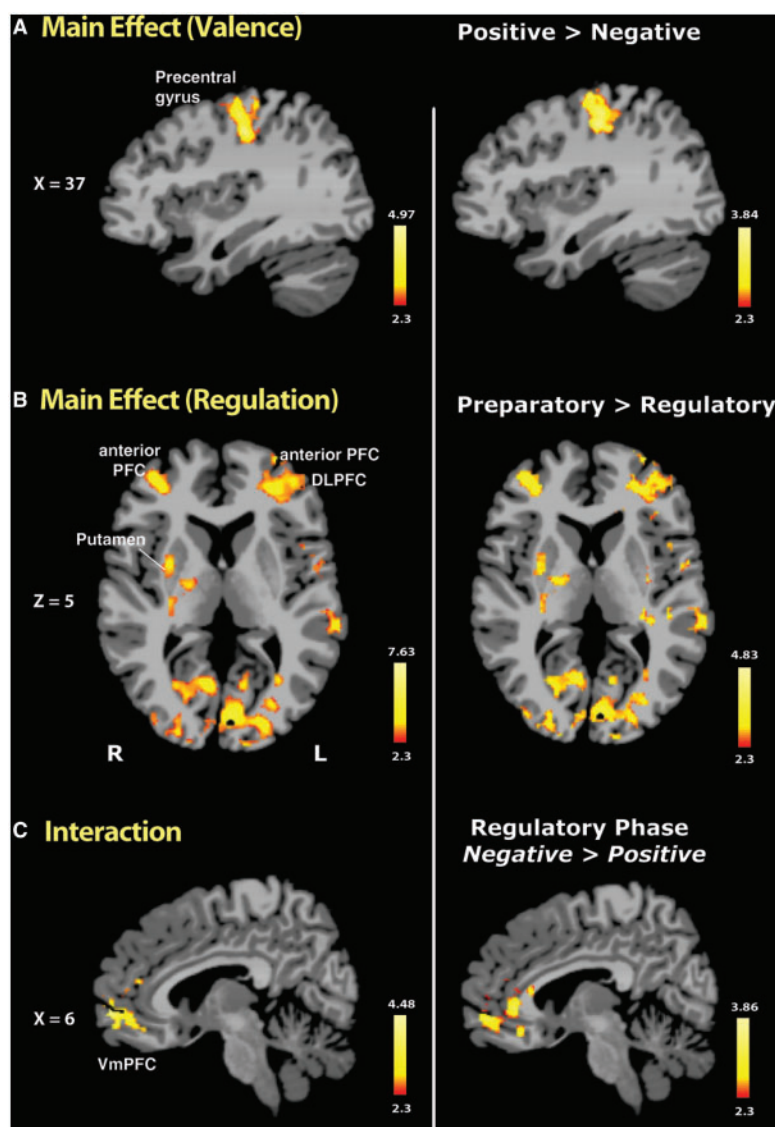 A Main Effect (Valence)
Positive > Negative
Precentral
gyrus
X = 37
4.97
2.3
3.84
2.3
B Main Effect (Regulation)
Preparatory > Regulatory
anterior
PFC
anterior PFC
DLPFC
Putamen
Z = 5
7.63
2.3
R
L
4.83
2.3
C Interaction
Regulatory Phase
Negative > Positive
X = 6
VmPFC
4.48
2.3
3.86
2.3